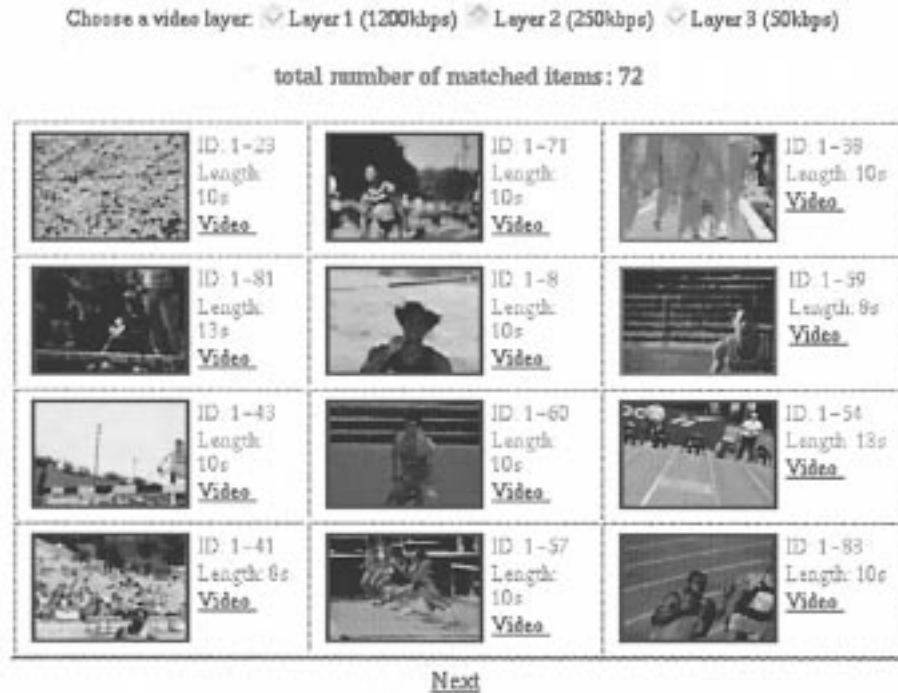 Choose a video layer: Layer 1 (1200kbps) Layer 2 (250kbps) Layer 3 (50kbps)
total number of matched items: 72
ID: 1-23
Length:
10s
Video
ID: 1-71
Length:
10s
Video
ID: 1-38
Length: 10s
Video
ID: 1-81
Length:
13s
Video
ID: 1-8
Length:
10s
Video
ID: 1-59
Length: 8s
Video
ID: 1-43
Length:
10s
Video
ID: 1-60
Length:
10s
Video
ID: 1-54
Length: 13s
Video
ID: 1-41
Length: 8s
Video
ID: 1-57
Length:
10s
Video
ID: 1-83
Length: 10s
Video
Next